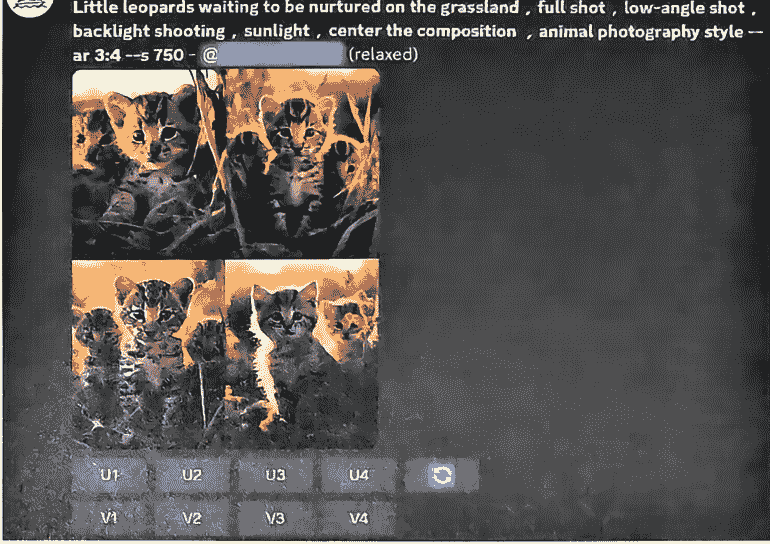 Little leopards waiting to be nurtured on the grassland , full shot , low-angle shot ,
backlight shooting , sunlight , center the composition , animal photography style --
ar 3:4 --s 750 - @ (relaxed)
U1 U2 U3 U4
V1 V2 V3 V4